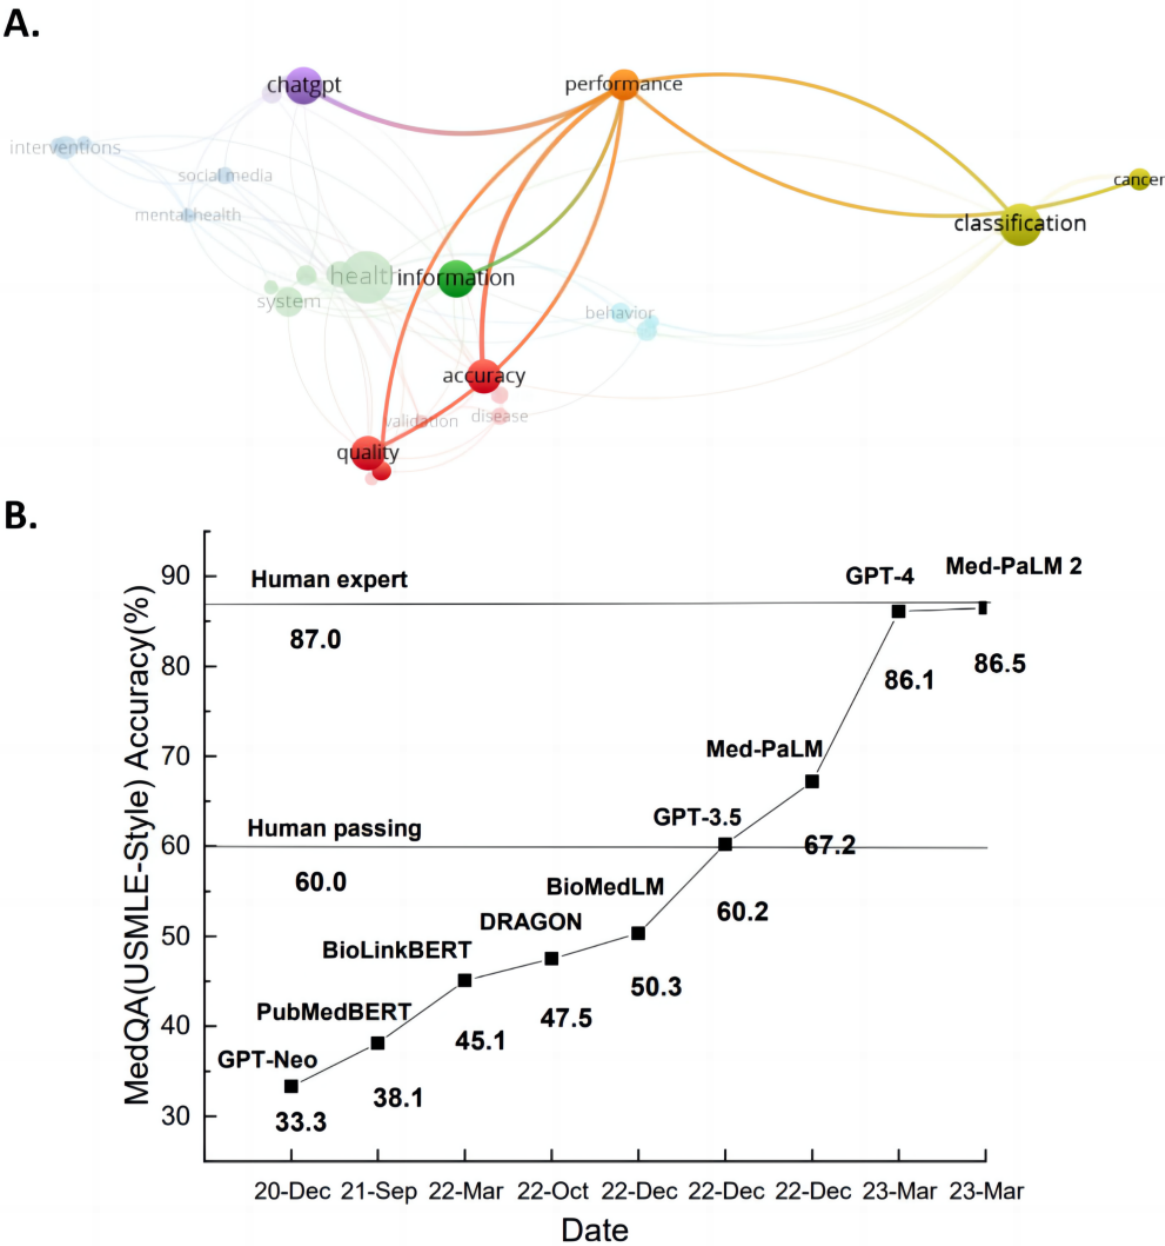 A.
chatgpt
performance
interventions
social media
cancer
mental-health
classification
health
information
system
behavior
accuracy
validation
disease
quality
B.
MedQA(USMLE-Style) Accuracy(%)
90
80
70
60
50
40
30
Human expert
87.0
GPT-4
Med-PaLM 2
86.1
86.5
Med-PaLM
67.2
Human passing
60.0
GPT-3.5
60.2
BioMedLM
50.3
DRAGON
47.5
BioLinkBERT
45.1
PubMedBERT
38.1
GPT-Neo
33.3
20-Dec 21-Sep 22-Mar 22-Oct 22-Dec 22-Dec 22-Dec 23-Mar 23-Mar
Date